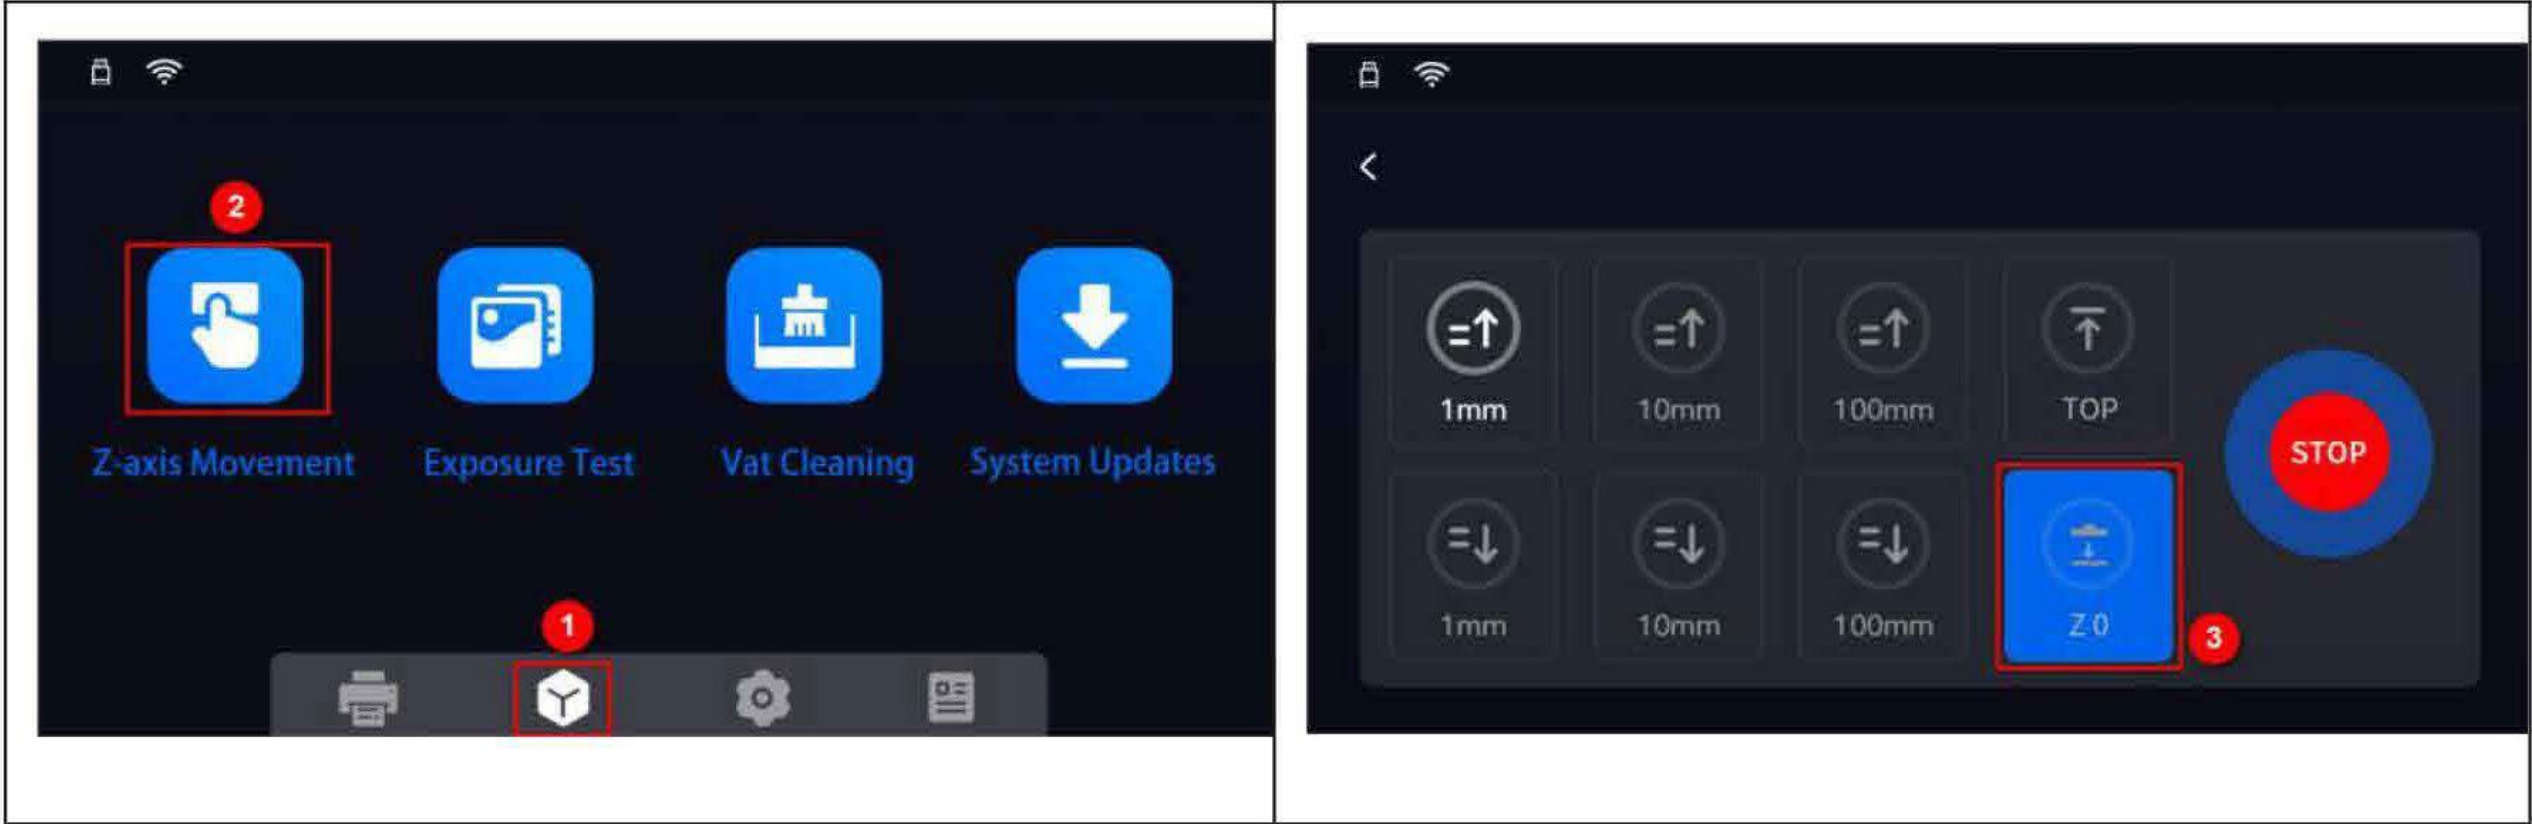 2
Z-axis Movement
Exposure Test
Vat Cleaning
System Updates
1
1mm
10mm
100mm
TOP
STOP
1mm
10mm
100mm
Z 0
3